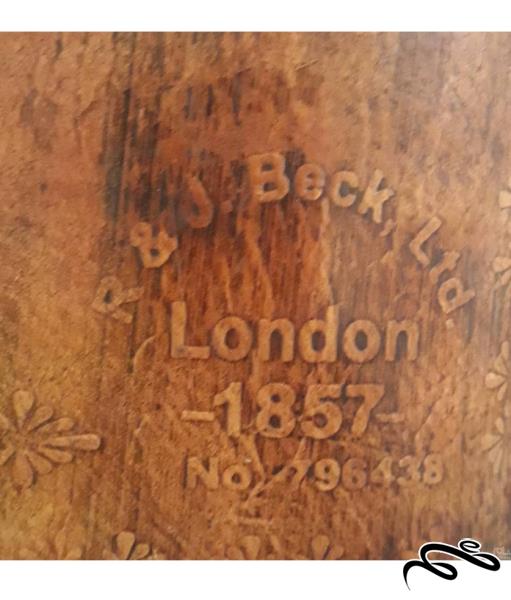 R & J. Beck, Ltd.
London
-1857-
No. 796438